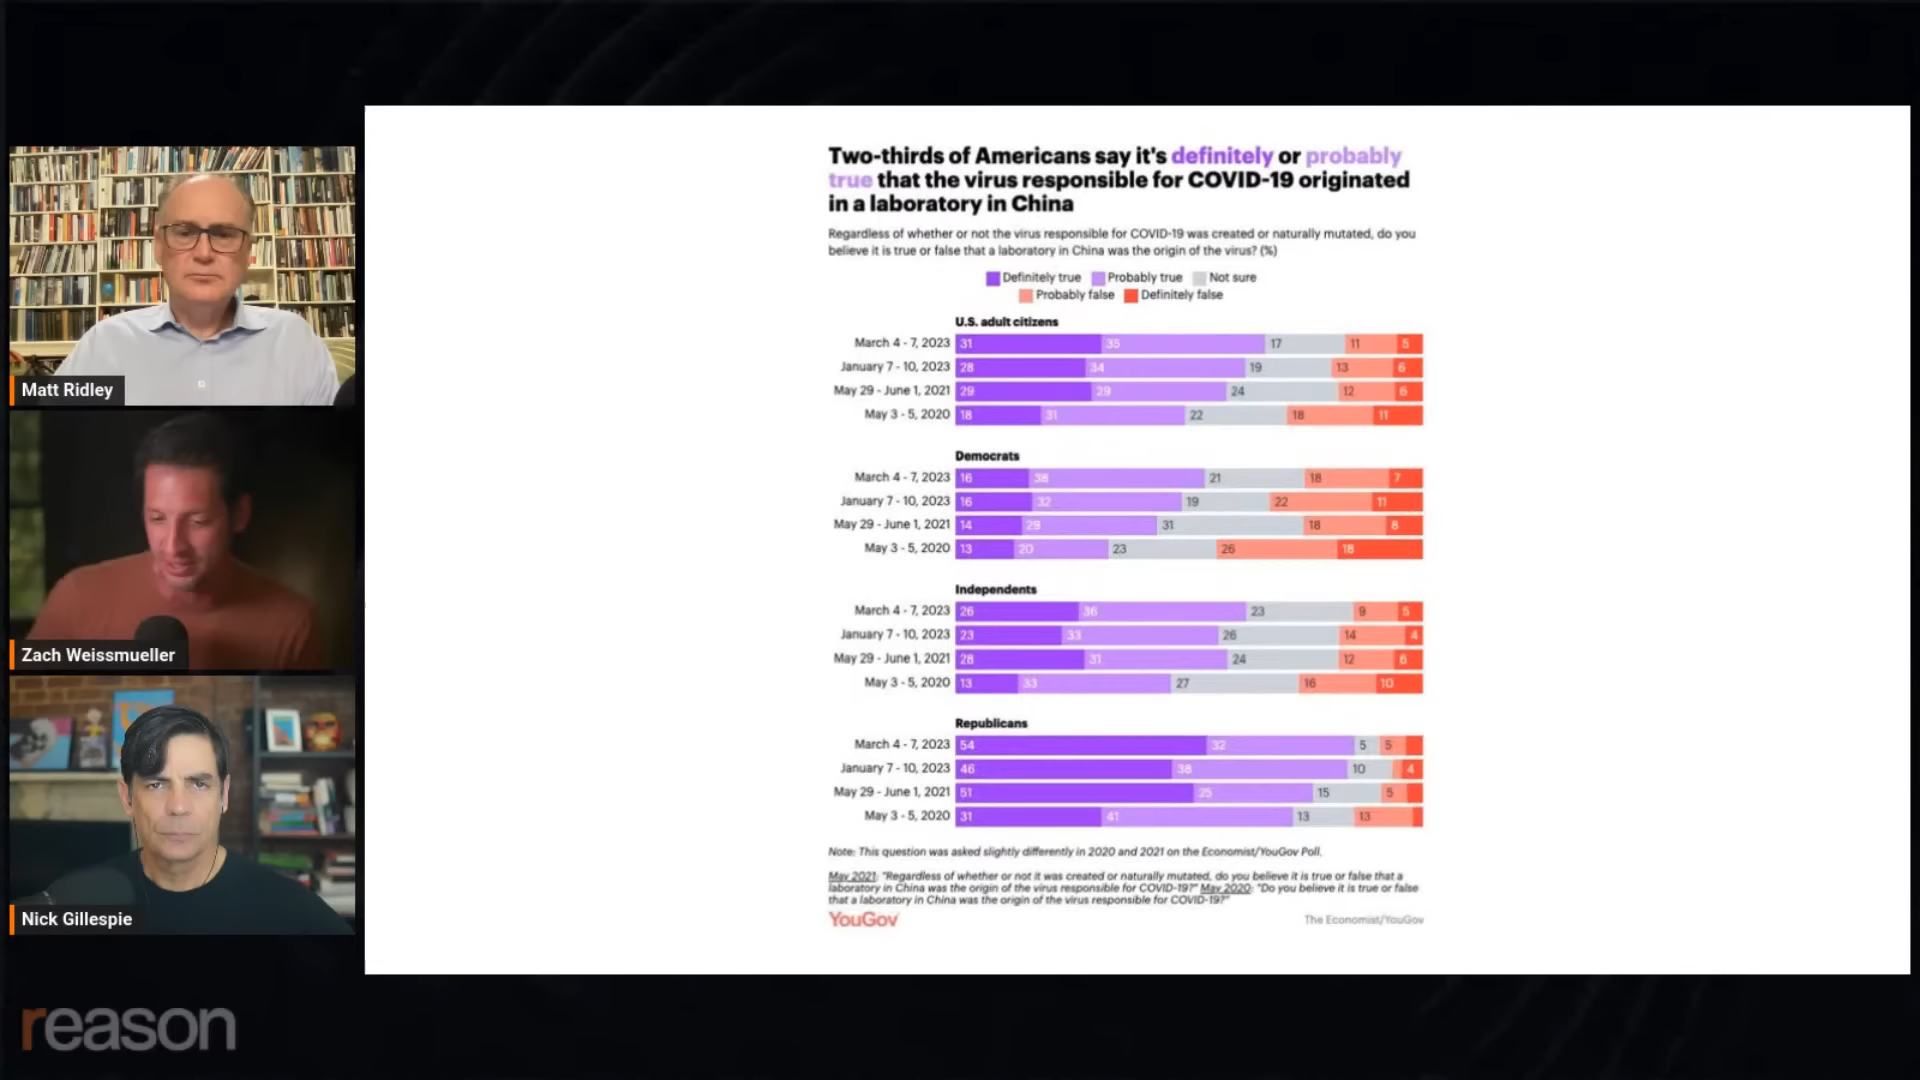 Two-thirds of Americans say it's definitely or probably
true that the virus responsible for COVID-19 originated
in a laboratory in China
Regardless of whether or not the virus responsible for COVID-19 was created or naturally mutated, do you
believe it is true or false that a laboratory in China was the origin of the virus? (%)
Definitely true Probably true Not sure
Probably false Definitely false
U.S. adult citizens
March 4 - 7, 2023 31 35 17 11 5
January 7 - 10, 2023 28 34 19 13 6
May 29 - June 1, 2021 29 29 24 12 6
May 3 - 5, 2020 18 31 22 18 11
Democrats
March 4 - 7, 2023 16 38 21 18 7
January 7 - 10, 2023 16 32 19 22 11
May 29 - June 1, 2021 14 29 31 18 8
May 3 - 5, 2020 13 20 23 26 18
Independents
March 4 - 7, 2023 26 36 23 9 5
January 7 - 10, 2023 23 33 26 14 4
May 29 - June 1, 2021 28 31 24 12 6
May 3 - 5, 2020 13 33 27 16 10
Republicans
March 4 - 7, 2023 54 32 5 5
January 7 - 10, 2023 46 38 10 4
May 29 - June 1, 2021 51 25 15 5
May 3 - 5, 2020 31 41 13 13
Note: This question was asked slightly differently in 2020 and 2021 on the Economist/YouGov Poll.
May 2021: "Regardless of whether or not it was created or naturally mutated, do you believe it is true or false that a
laboratory in China was the origin of the virus responsible for COVID-19?" May 2020: "Do you believe it is true or false
that a laboratory in China was the origin of the virus responsible for COVID-19?"
YouGov The Economist/YouGov
Matt Ridley
Zach Weissmueller
Nick Gillespie
reason